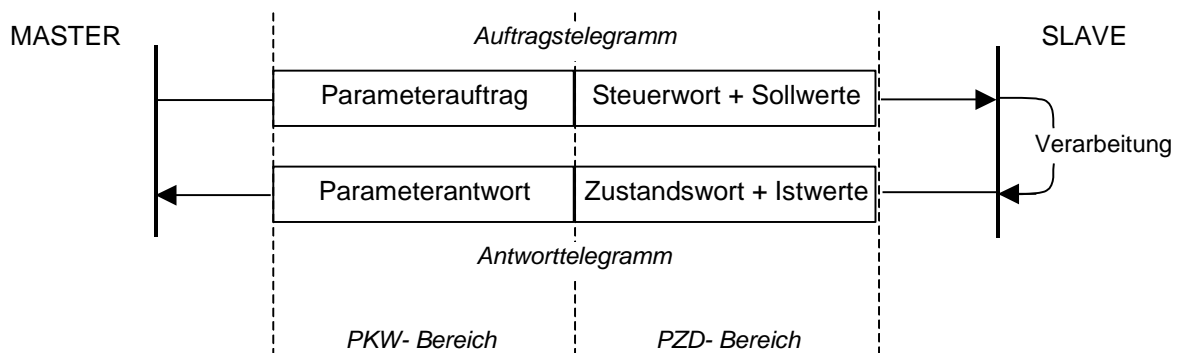 MASTER
Auftragstelegramm
SLAVE
Parameterauftrag
Steuerwort + Sollwerte
Verarbeitung
Parameterantwort
Zustandswort + Istwerte
Antworttelegramm
PKW- Bereich
PZD- Bereich